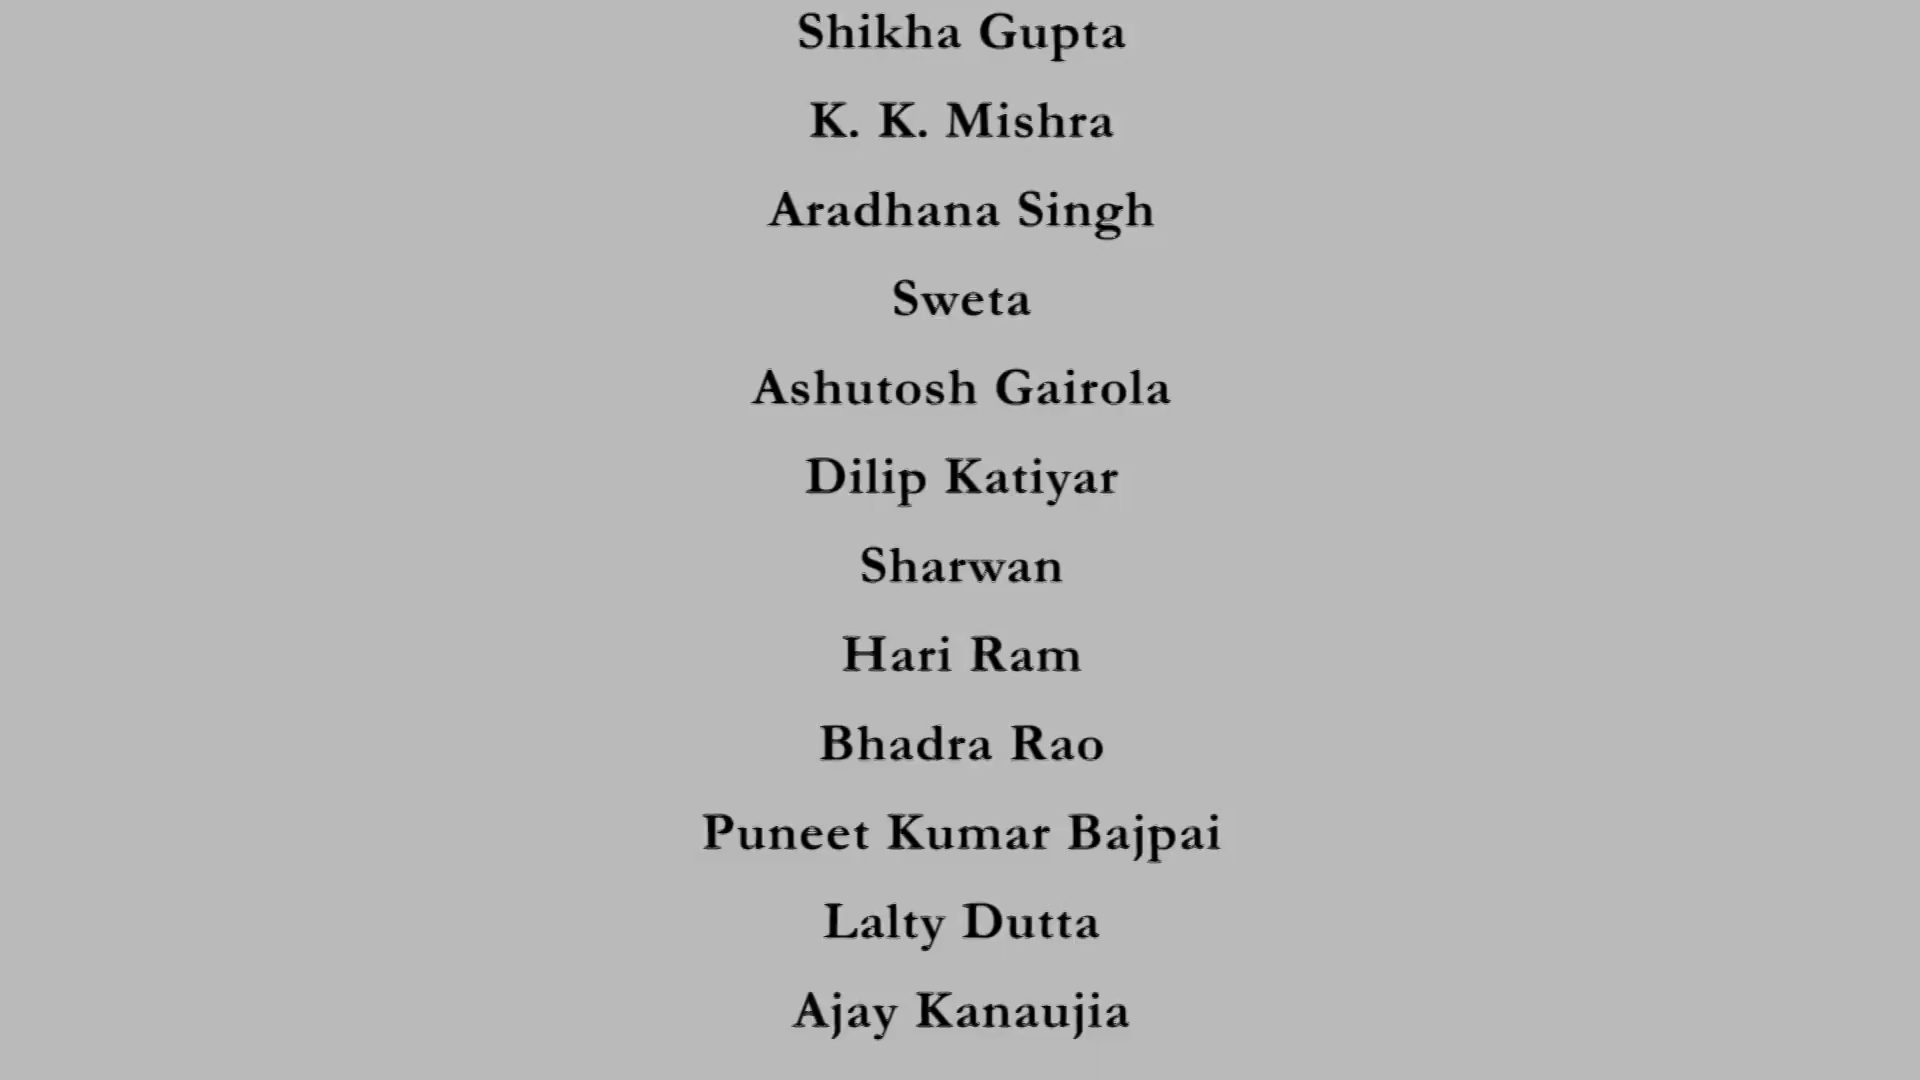 Shikha Gupta
K. K. Mishra
Aradhana Singh
Sweta
Ashutosh Gairola
Dilip Katiyar
Sharwan
Hari Ram
Bhadra Rao
Puneet Kumar Bajpai
Lalty Dutta
Ajay Kanaujia